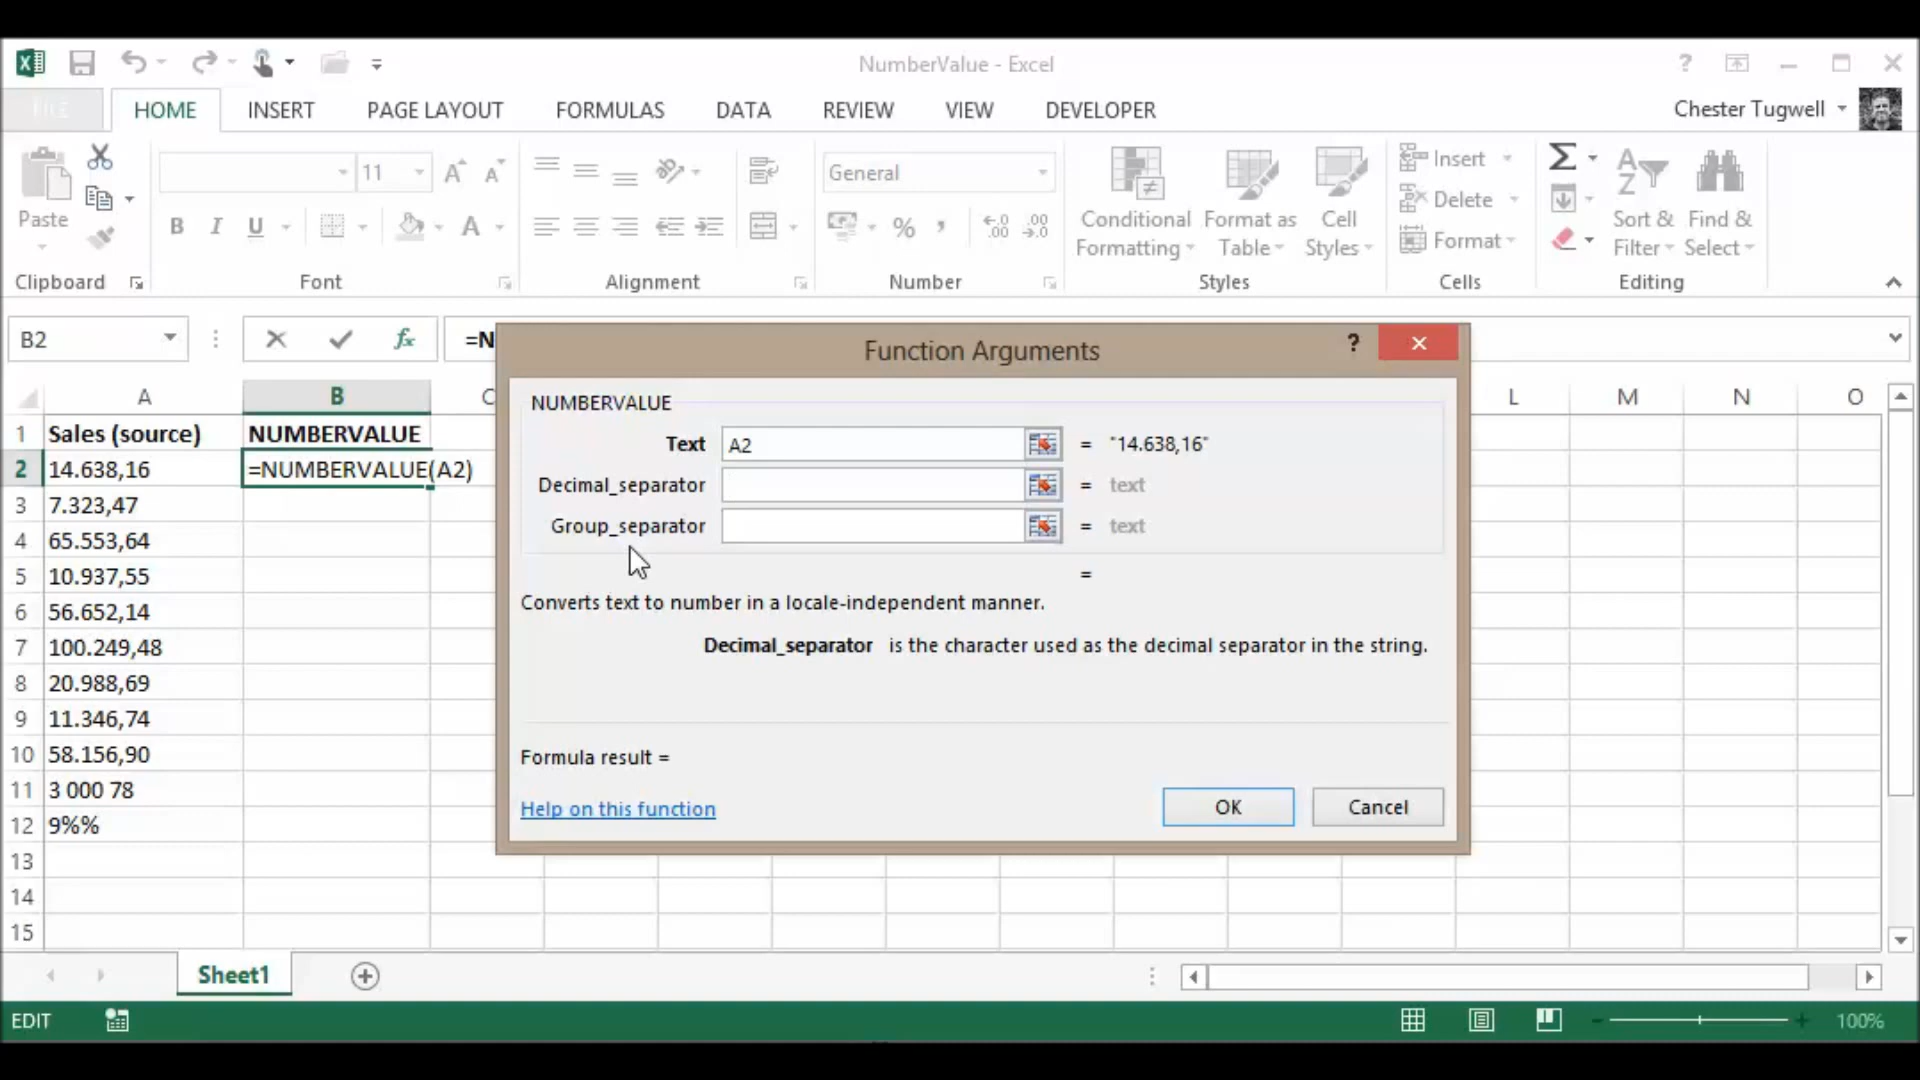 NumberValue - Excel
FILE HOME INSERT PAGE LAYOUT FORMULAS DATA REVIEW VIEW DEVELOPER Chester Tugwell
Paste
11
B I U
General
%
Conditional Formatting
Format as Table
Cell Styles
Insert
Delete
Format
Sort & Filter
Find & Select
Clipboard Font Alignment Number Styles Cells Editing
B2
=N
Function Arguments
NUMBERVALUE
Text A2 = "14.638,16"
Decimal_separator = text
Group_separator = text
=
Converts text to number in a locale-independent manner.
Decimal_separator is the character used as the decimal separator in the string.
Formula result =
Help on this function
OK Cancel
A B C L M N O
1 Sales (source) NUMBERVALUE
2 14.638,16 =NUMBERVALUE(A2)
3 7.323,47
4 65.553,64
5 10.937,55
6 56.652,14
7 100.249,48
8 20.988,69
9 11.346,74
10 58.156,90
11 3 000 78
12 9%%
13
14
15
Sheet1
EDIT 100%